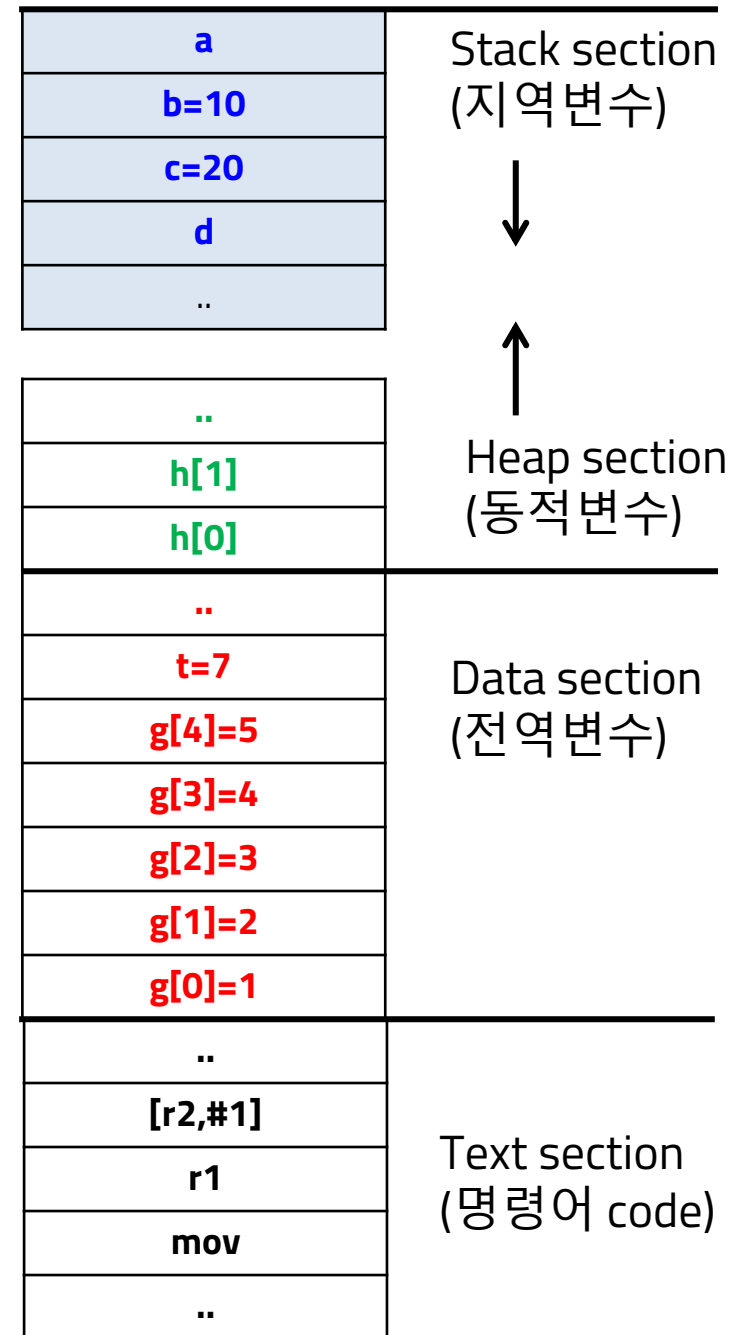 a
Stack section
(지역변수)
b=10
c=20
d
..
..
h[1]
Heap section
(동적변수)
h[0]
..
t=7
Data section
(전역변수)
g[4]=5
g[3]=4
g[2]=3
g[1]=2
g[0]=1
..
[r2,#1]
r1
Text section
(명령어 code)
mov
..